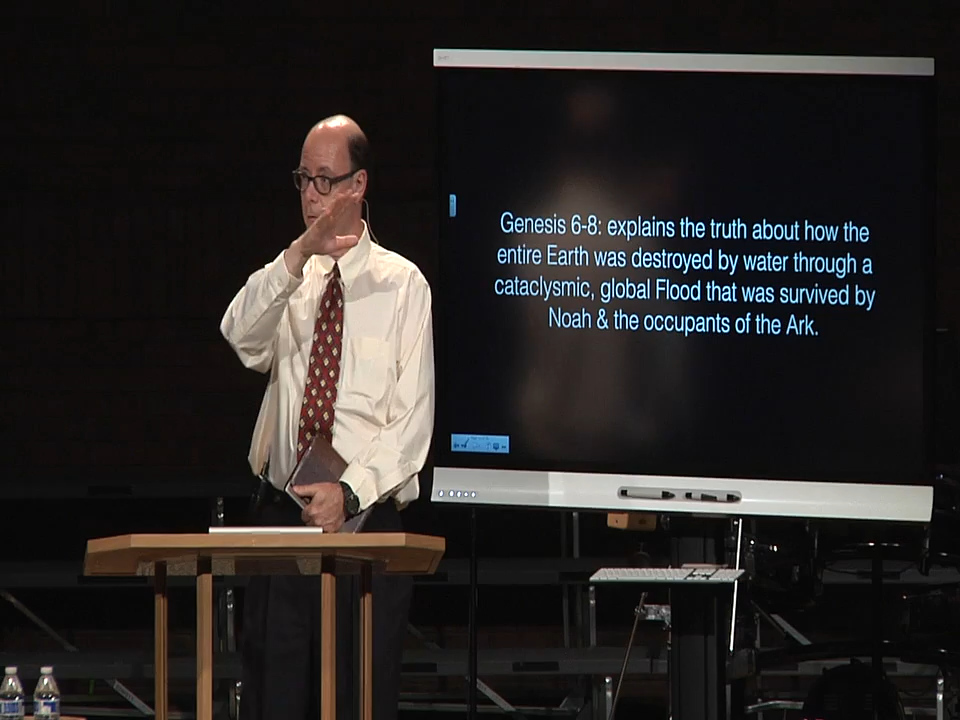 Genesis 6-8: explains the truth about how the
entire Earth was destroyed by water through a
cataclysmic, global Flood that was survived by
Noah & the occupants of the Ark.